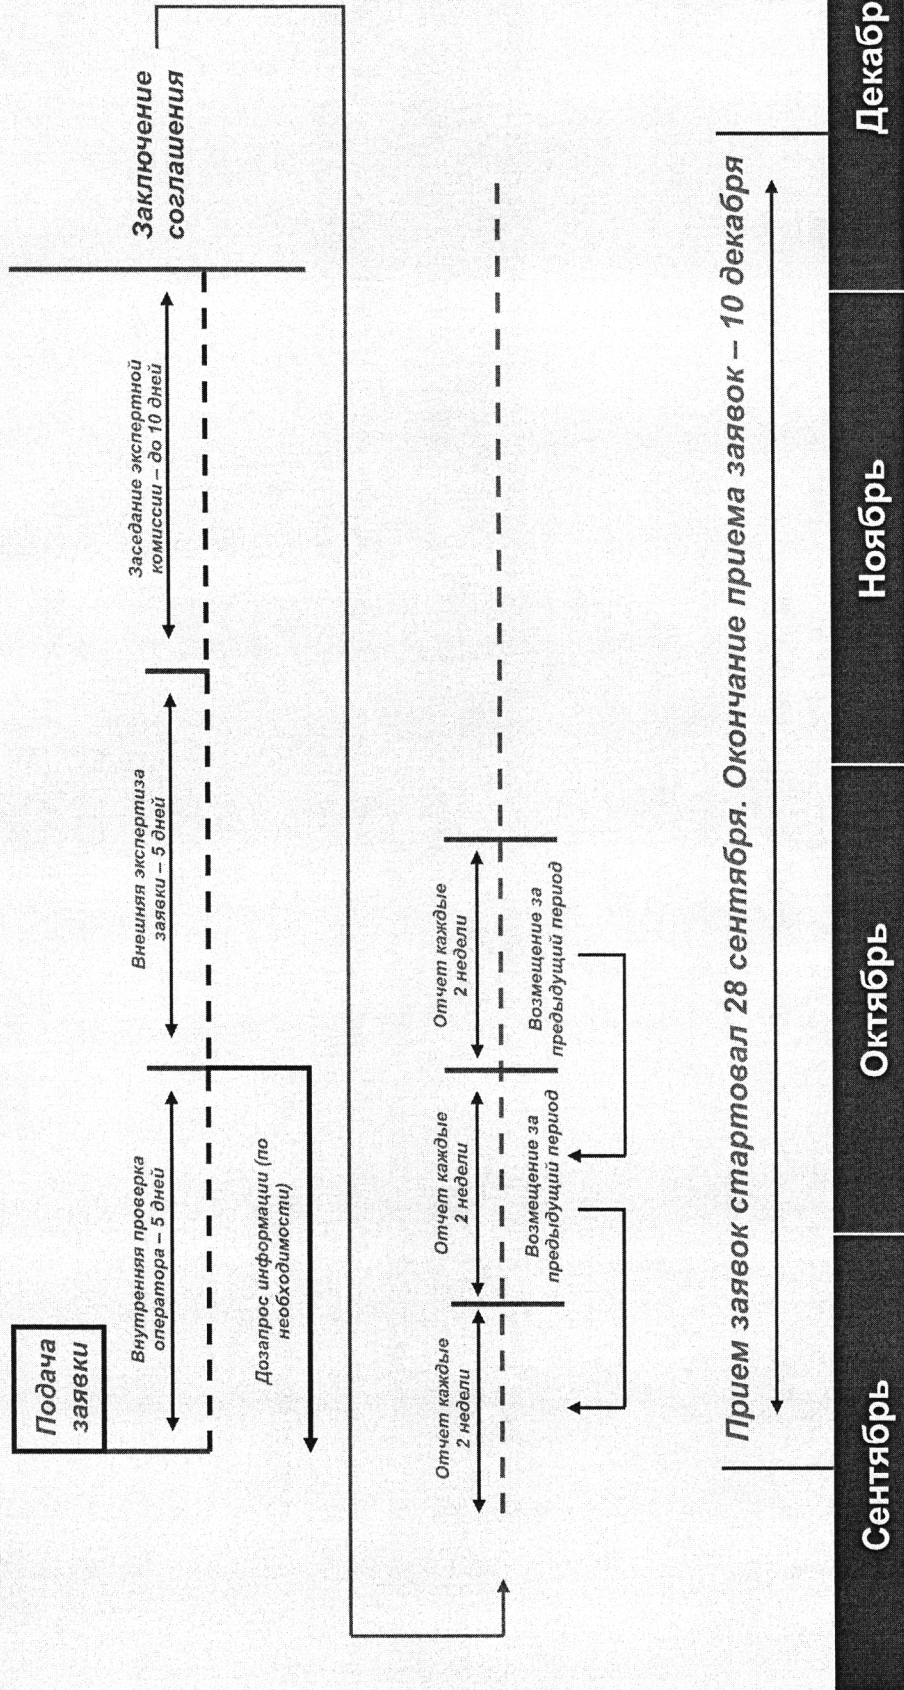 Подача
заявки
Внутренняя проверка
оператора – 5 дней
Внешняя экспертиза
заявки – 5 дней
Заседание экспертной
комиссии – до 10 дней
Заключение
соглашения
Дозапрос информации (по
необходимости)
Отчет каждые
2 недели
Отчет каждые
2 недели
Отчет каждые
2 недели
Возмещение за
предыдущий период
Возмещение за
предыдущий период
Прием заявок стартовал 28 сентября. Окончание приема заявок – 10 декабря
Сентябрь
Октябрь
Ноябрь
Декабр